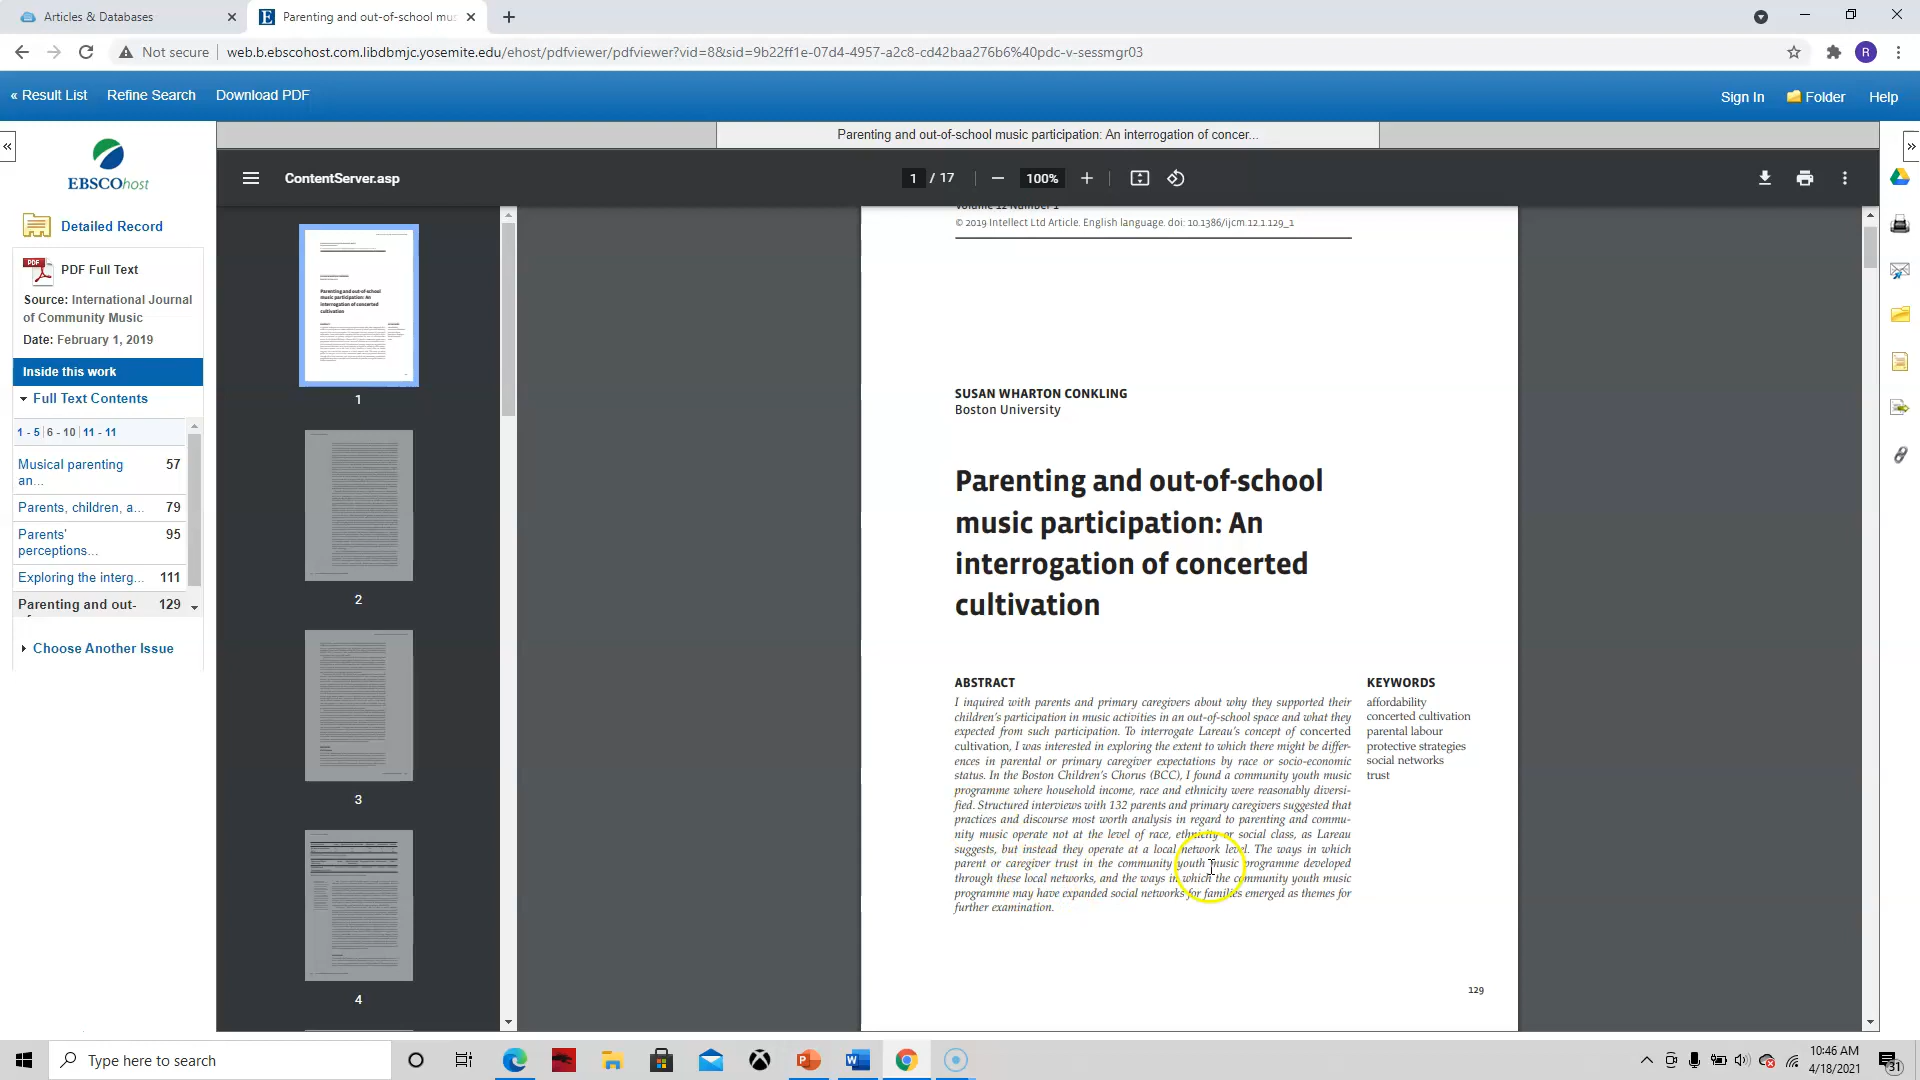 Articles & Databases
Parenting and out-of-school mus
Not secure
web.b.ebscohost.com.libdbmjc.yosemite.edu/ehost/pdfviewer/pdfviewer?vid=8&sid=9b22ff1e-07d4-4957-a2c8-cd42baa276b6%40pdc-v-sessmgr03
R
« Result List Refine Search Download PDF
Sign In Folder Help
Parenting and out-of-school music participation: An interrogation of concer...
EBSCOhost
Detailed Record
PDF
PDF Full Text
Source: International Journal
of Community Music
Date: February 1, 2019
Inside this work
Full Text Contents
1 - 5 | 6 - 10 | 11 - 11
Musical parenting an... 57
Parents, children, a... 79
Parents' perceptions... 95
Exploring the interg... 111
Parenting and out- 129
Choose Another Issue
ContentServer.asp
1 / 17
100%
1
2
3
4
Volume 12 Number 1
© 2019 Intellect Ltd Article. English language. doi: 10.1386/ijcm.12.1.129_1
SUSAN WHARTON CONKLING
Boston University
Parenting and out-of-school
music participation: An
interrogation of concerted
cultivation
ABSTRACT
I inquired with parents and primary caregivers about why they supported their
children's participation in music activities in an out-of-school space and what they
expected from such participation. To interrogate Lareau's concept of concerted
cultivation, I was interested in exploring the extent to which there might be differ-
ences in parental or primary caregiver expectations by race or socio-economic
status. In the Boston Children's Chorus (BCC), I found a community youth music
programme where household income, race and ethnicity were reasonably diversi-
fied. Structured interviews with 132 parents and primary caregivers suggested that
practices and discourse most worth analysis in regard to parenting and commu-
nity music operate not at the level of race, ethnicity or social class, as Lareau
suggests, but instead they operate at a local network level. The ways in which
parent or caregiver trust in the community youth music programme developed
through these local networks, and the ways in which the community youth music
programme may have expanded social networks for families emerged as themes for
further examination.
KEYWORDS
affordability
concerted cultivation
parental labour
protective strategies
social networks
trust
129
Type here to search
10:46 AM
4/18/2021
31